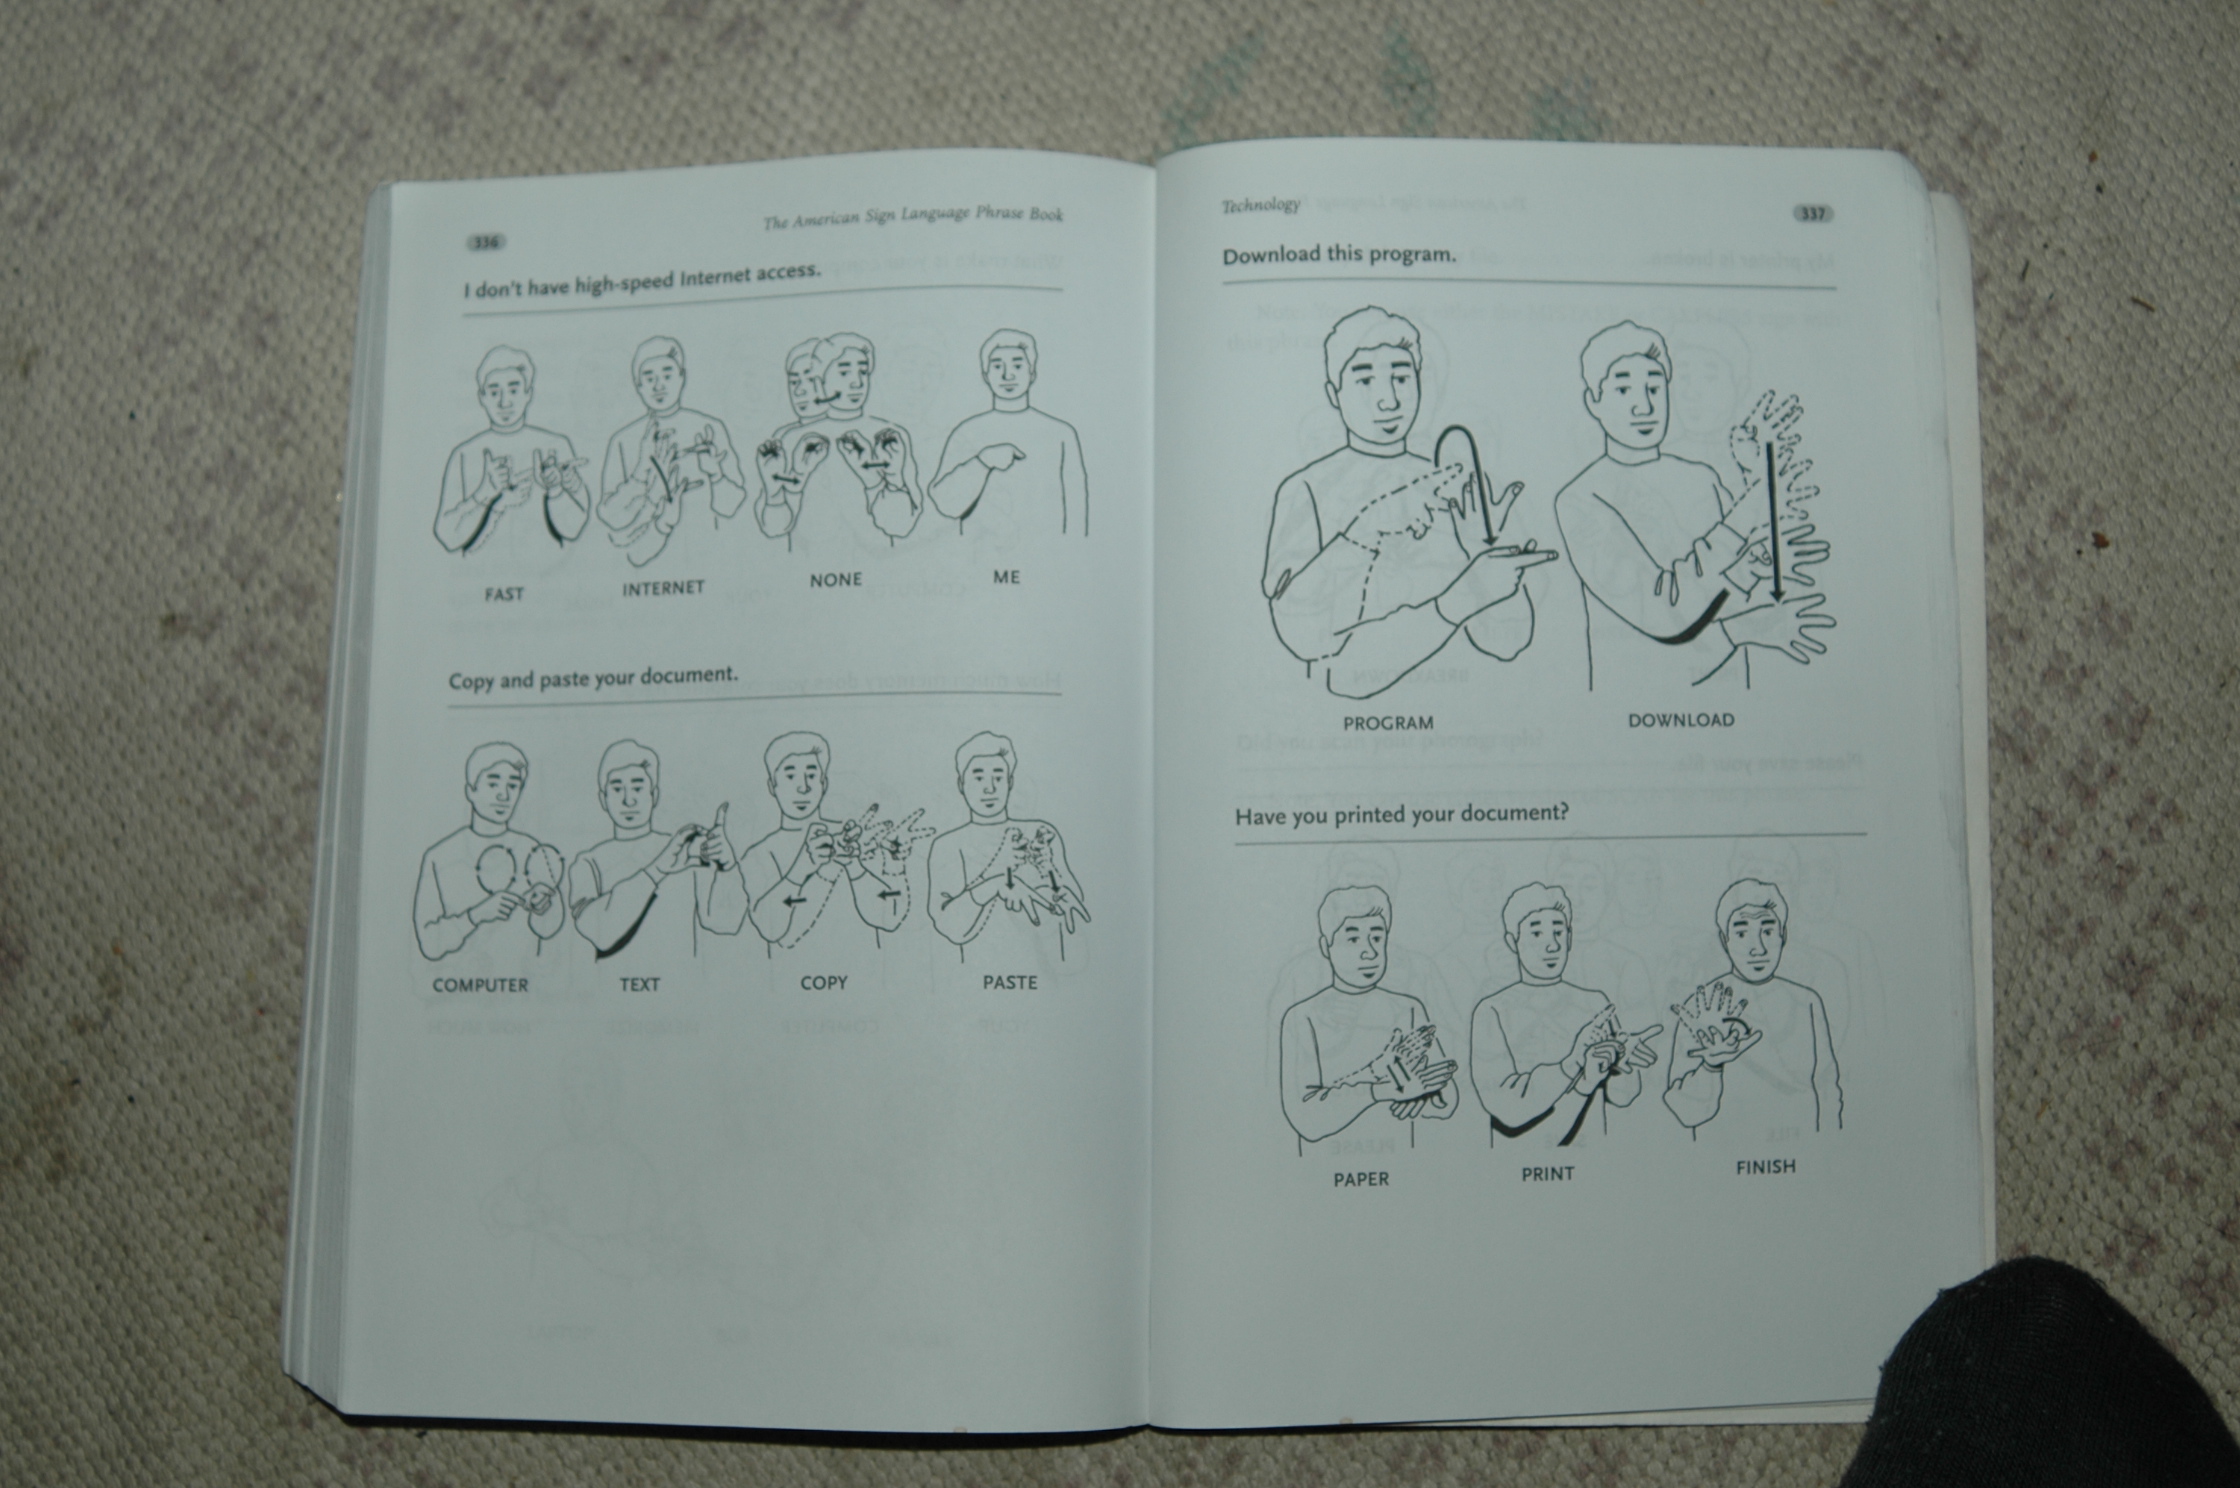 336
The American Sign Language Phrase Book
I don't have high-speed Internet access.
FAST INTERNET NONE ME
Copy and paste your document.
COMPUTER TEXT COPY PASTE
Technology 337
Download this program.
PROGRAM DOWNLOAD
Have you printed your document?
PAPER PRINT FINISH